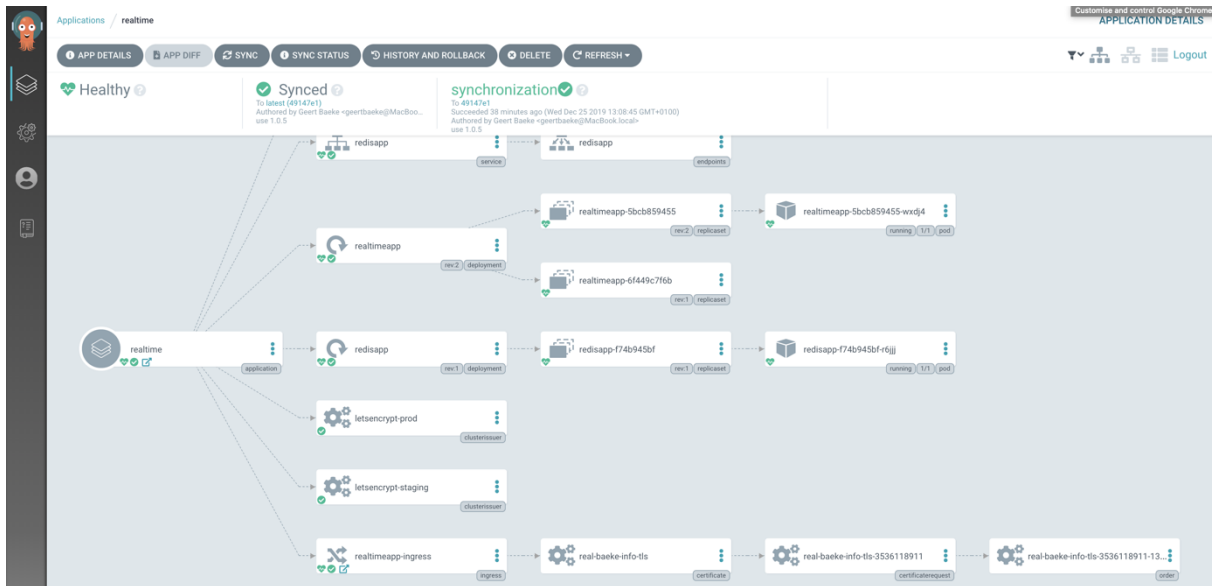 Applications / realtime
Customise and control Google Chrome
APPLICATION DETAILS
APP DETAILS
APP DIFF
SYNC
SYNC STATUS
HISTORY AND ROLLBACK
DELETE
REFRESH
Logout
Healthy
Synced
To latest (49147e1)
Authored by Geert Baeke <geertbaeke@MacBoo...
use 1.0.5
synchronization
To 49147e1
Succeeded 38 minutes ago (Wed Dec 25 2019 13:08:45 GMT+0100)
Authored by Geert Baeke <geertbaeke@MacBook.local>
use 1.0.5
redisapp
service
redisapp
endpoints
realtimeapp-5bcb859455
rev:2 replicaset
realtimeapp-5bcb859455-wxdj4
running 1/1 pod
realtimeapp
rev:2 deployment
realtimeapp-6f449c7f6b
rev:1 replicaset
realtime
application
redisapp
rev:1 deployment
redisapp-f74b945bf
rev:1 replicaset
redisapp-f74b945bf-r6jjj
running 1/1 pod
letsencrypt-prod
clusterissuer
letsencrypt-staging
clusterissuer
realtimeapp-ingress
ingress
real-baeke-info-tls
certificate
real-baeke-info-tls-3536118911
certificaterequest
real-baeke-info-tls-3536118911-13...
order